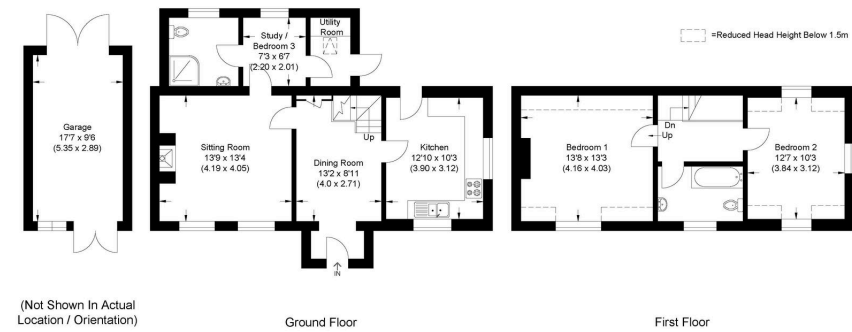 =Reduced Head Height Below 1.5m
Garage
17'7 x 9'6
(5.35 x 2.89)
(Not Shown In Actual
Location / Orientation)
Study /
Bedroom 3
7'3 x 6'7
(2.20 x 2.01)
Utility
Room
Sitting Room
13'9 x 13'4
(4.19 x 4.05)
Up
Dining Room
13'2 x 8'11
(4.0 x 2.71)
Kitchen
12'10 x 10'3
(3.90 x 3.12)
IN
Ground Floor
Bedroom 1
13'8 x 13'3
(4.16 x 4.03)
Dn
Up
Bedroom 2
12'7 x 10'3
(3.84 x 3.12)
First Floor